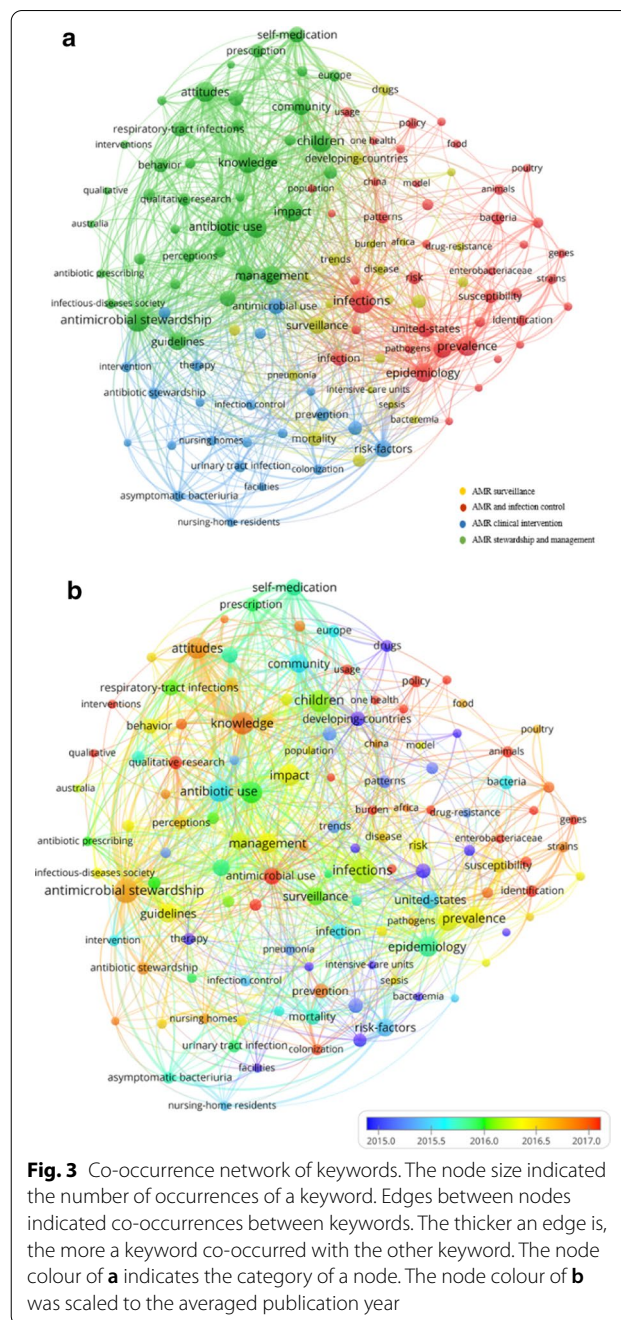 a
self-medication
prescription
europe
drugs
attitudes
community
usage
policy
respiratory-tract infections
children
one health
food
interventions
developing-countries
behavior
knowledge
poultry
population
china
model
animals
qualitative
qualitative research
impact
patterns
bacteria
australia
antibiotic use
burden
africa
drug-resistance
genes
perceptions
trends
disease
enterobacteriaceae
antibiotic prescribing
management
risk
strains
infectious-diseases society
antimicrobial use
infections
susceptibility
antimicrobial stewardship
surveillance
united-states
identification
guidelines
pathogens
prevalence
intervention
therapy
infection
epidemiology
antibiotic stewardship
pneumonia
intensive-care units
infection control
prevention
sepsis
bacteremia
nursing homes
mortality
risk-factors
urinary tract infection
colonization
AMR surveillance
asymptomatic bacteriuria
facilities
AMR and infection control
AMR clinical intervention
nursing-home residents
AMR stewardship and management
b
self-medication
prescription
europe
drugs
attitudes
community
usage
policy
respiratory-tract infections
children
one health
food
interventions
developing-countries
behavior
knowledge
poultry
population
china
model
animals
qualitative
qualitative research
impact
patterns
bacteria
australia
antibiotic use
burden
africa
drug-resistance
genes
perceptions
trends
disease
enterobacteriaceae
antibiotic prescribing
management
risk
strains
infectious-diseases society
antimicrobial use
infections
susceptibility
antimicrobial stewardship
surveillance
united-states
identification
guidelines
pathogens
prevalence
intervention
therapy
infection
epidemiology
antibiotic stewardship
pneumonia
intensive-care units
infection control
prevention
sepsis
bacteremia
nursing homes
mortality
risk-factors
urinary tract infection
colonization
asymptomatic bacteriuria
facilities
nursing-home residents
2015.0 2015.5 2016.0 2016.5 2017.0
Fig. 3 Co-occurrence network of keywords. The node size indicated
the number of occurrences of a keyword. Edges between nodes
indicated co-occurrences between keywords. The thicker an edge is,
the more a keyword co-occurred with the other keyword. The node
colour of a indicates the category of a node. The node colour of b
was scaled to the averaged publication year